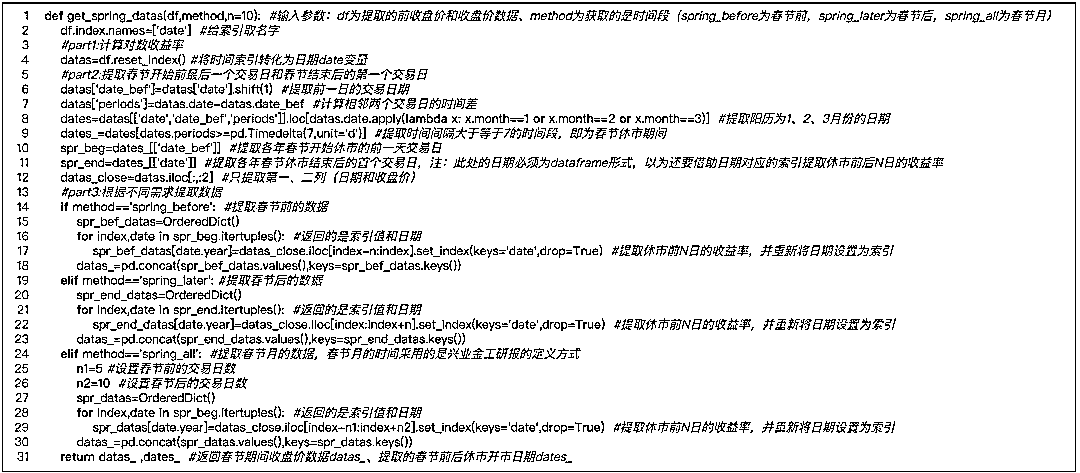 1 def get_spring_datas(df,method,n=10): #输入参数：df为提取的前收盘价和收盘价数据、method为获取的是时间段（spring_before为春节前，spring_later为春节后，spring_all为春节月）
2 df.index.names=['date'] #给索引取名字
3 #part1:计算对数收益率
4 datas=df.reset_index() #将时间索引转化为日期date变量
5 #part2:提取春节开始前最后一个交易日和春节结束后的第一个交易日
6 datas['date_bef']=datas['date'].shift(1) #提取前一日的交易日期
7 datas['periods']=datas.date-datas.date_bef #计算相邻两个交易日的时间差
8 dates=datas[['date','date_bef','periods']].loc[datas.date.apply(lambda x: x.month==1 or x.month==2 or x.month==3)] #提取阳历为1、2、3月份的日期
9 dates_=dates[dates.periods>=pd.Timedelta(7,unit='d')] #提取时间间隔大于等于7的时间段，即为春节休市期间
10 spr_beg=dates_[['date_bef']] #提取各年春节开始休市的前一天交易日
11 spr_end=dates_[['date']] #提取各年春节休市结束后的首个交易日，注：此处的日期必须为dataframe形式，以为还要借助日期对应的索引提取休市前后N日的收益率
12 datas_close=datas.iloc[:,:2] #只提取第一、二列（日期和收盘价）
13 #part3:根据不同需求提取数据
14 if method=='spring_before': #提取春节前的数据
15 spr_bef_datas=OrderedDict()
16 for index,date in spr_beg.itertuples(): #返回的是索引值和日期
17 spr_bef_datas[date.year]=datas_close.iloc[index-n:index].set_index(keys='date',drop=True) #提取休市前N日的收益率，并重新将日期设置为索引
18 datas_=pd.concat(spr_bef_datas.values(),keys=spr_bef_datas.keys())
19 elif method=='spring_later': #提取春节后的数据
20 spr_end_datas=OrderedDict()
21 for index,date in spr_end.itertuples(): #返回的是索引值和日期
22 spr_end_datas[date.year]=datas_close.iloc[index:index+n].set_index(keys='date',drop=True) #提取休市前N日的收益率，并重新将日期设置为索引
23 datas_=pd.concat(spr_end_datas.values(),keys=spr_end_datas.keys())
24 elif method=='spring_all': #提取春节月的数据，春节月的时间采用的是兴业金工研报的定义方式
25 n1=5 #设置春节前的交易日数
26 n2=10 #设置春节后的交易日数
27 spr_datas=OrderedDict()
28 for index,date in spr_beg.itertuples(): #返回的是索引值和日期
29 spr_datas[date.year]=datas_close.iloc[index-n1:index+n2].set_index(keys='date',drop=True) #提取休市前N日的收益率，并重新将日期设置为索引
30 datas_=pd.concat(spr_datas.values(),keys=spr_datas.keys())
31 return datas_ ,dates_ #返回春节期间收盘价数据datas_、提取的春节前后休市开市日期dates_